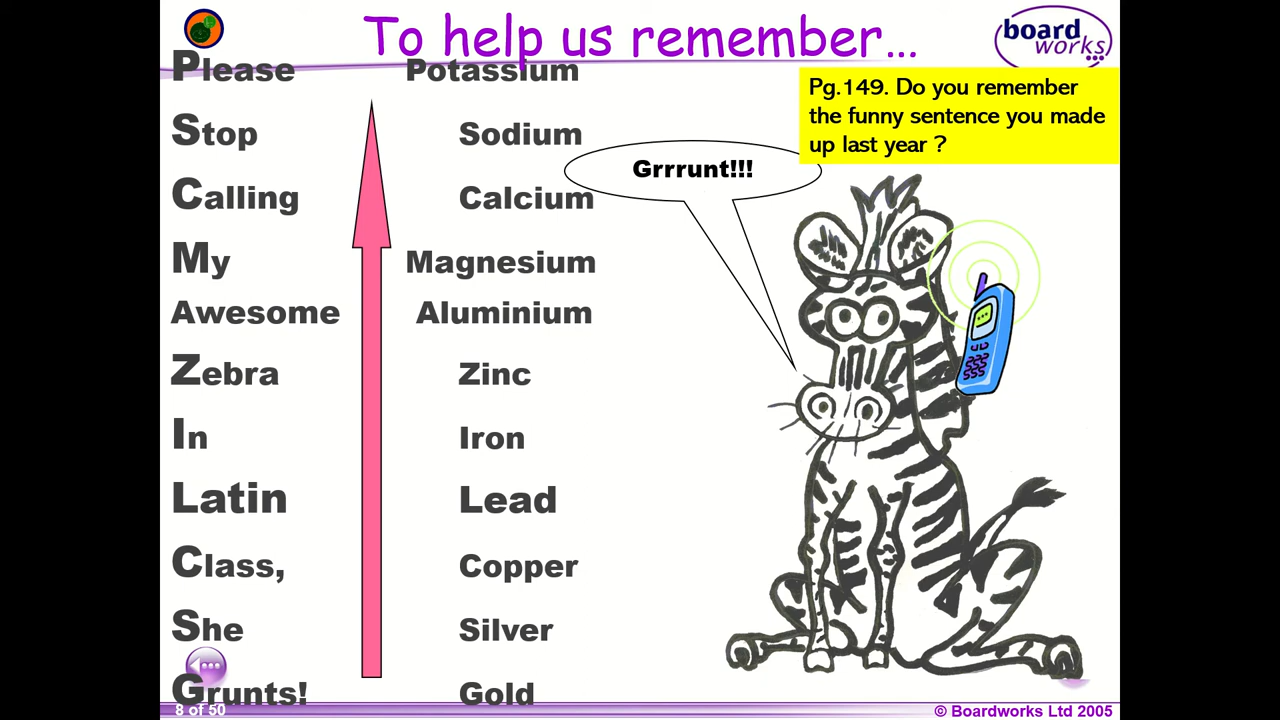 To help us remember...
board
works
Pg.149. Do you remember
the funny sentence you made
up last year ?
Please Potassium
Stop Sodium
Grrrunt!!!
Calling Calcium
My Magnesium
Awesome Aluminium
Zebra Zinc
In Iron
Latin Lead
Class, Copper
She Silver
Grunts! Gold
8 of 50
© Boardworks Ltd 2005